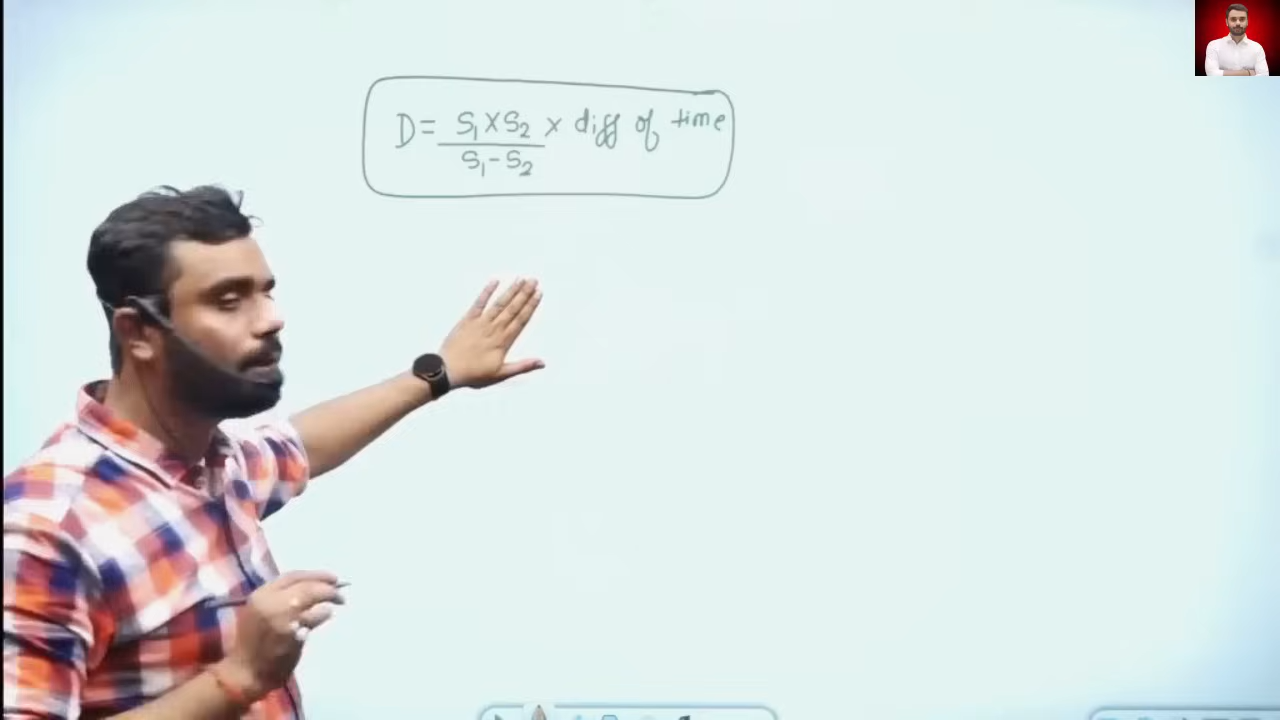 D = S₁ × S₂ / S₁ - S₂ × diff of time